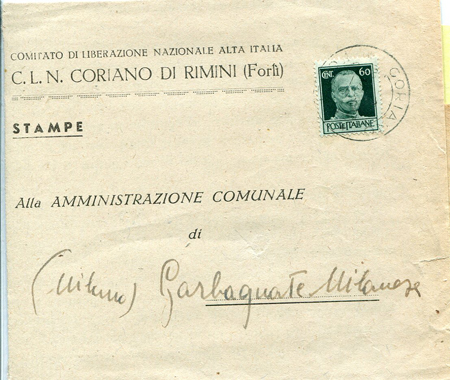 COMITATO DI LIBERAZIONE NAZIONALE ALTA ITALIA
C. L. N. CORIANO DI RIMINI (Forlì)
CENT. 60
POSTE ITALIANE
CORIANO
STAMPE
Alla AMMINISTRAZIONE COMUNALE
di
(Milano) Garbagnate Milanese